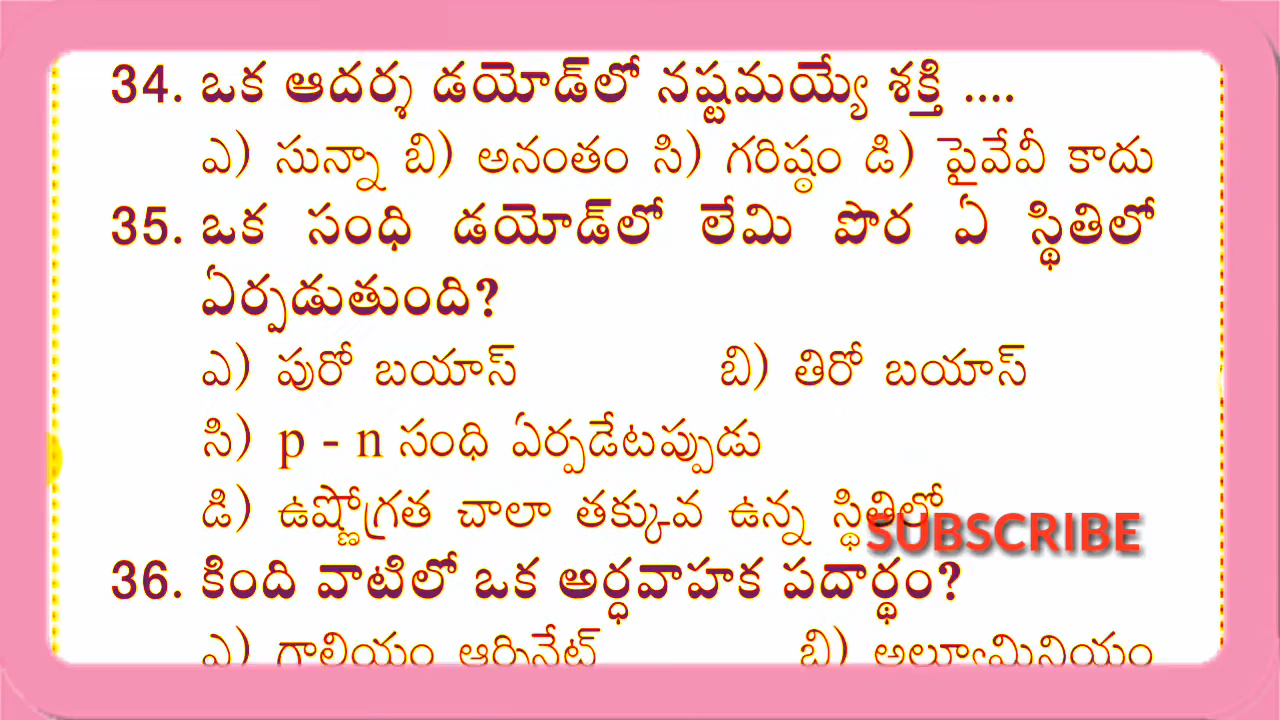 34. ఒక ఆదర్శ డయోడ్‌లో నష్టమయ్యే శక్తి ....
ఎ) సున్నా బి) అనంతం సి) గరిష్ఠం డి) పైవేవీ కాదు
35. ఒక సంధి డయోడ్‌లో లేమి పొర ఏ స్థితిలో
ఏర్పడుతుంది?
ఎ) పురో బయాస్ బి) తిరో బయాస్
సి) p - n సంధి ఏర్పడేటప్పుడు
డి) ఉష్ణోగ్రత చాలా తక్కువ ఉన్న స్థితిలో
SUBSCRIBE
36. కింది వాటిలో ఒక అర్ధవాహక పదార్థం?
ఎ) గాలియం ఆర్సినేట్ బి) అల్యూమినియం